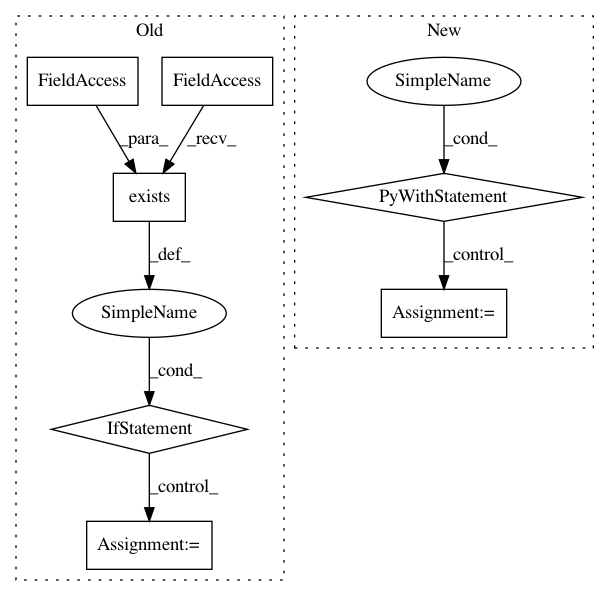 Old
New
FieldAccess
FieldAccess
SimpleName
_para_
_recv_
_cond_
exists
PyWithStatement
_def_
_control_
SimpleName
Assignment:=
_cond_
IfStatement
_control_
Assignment:=